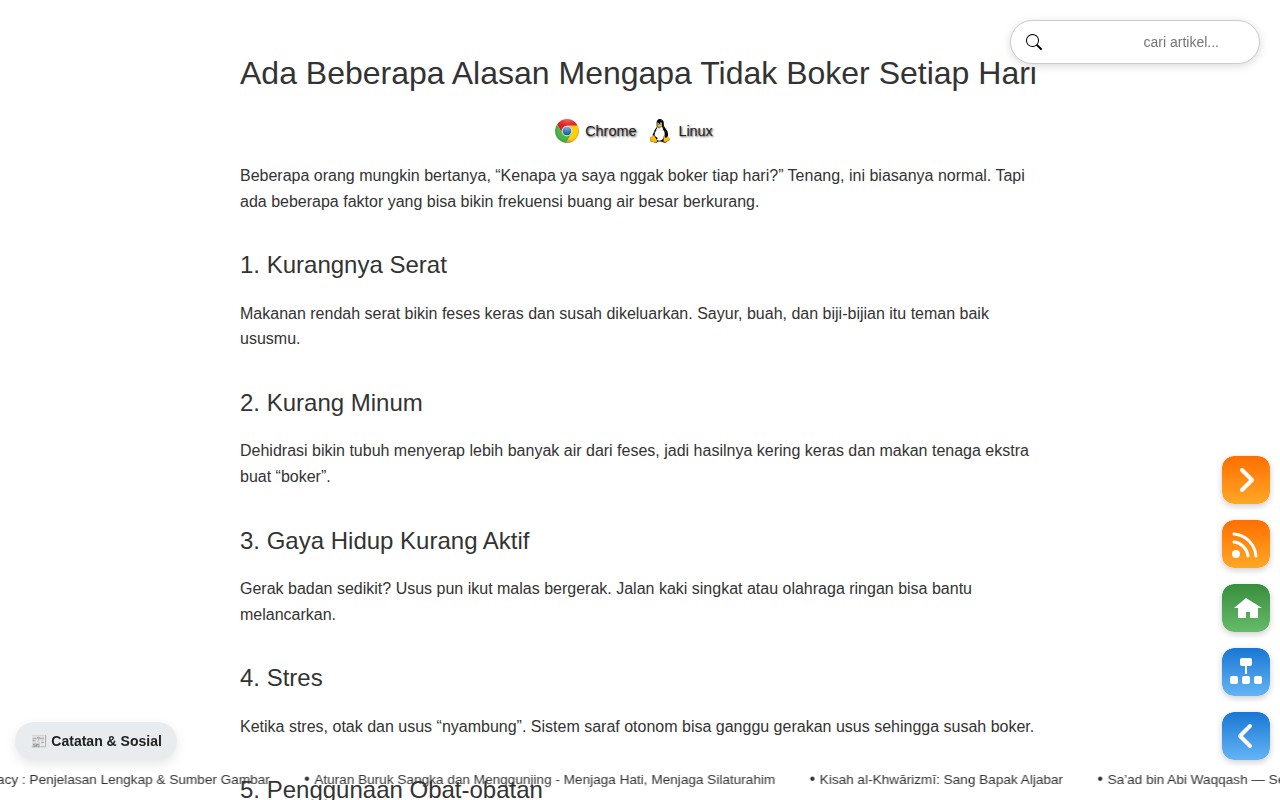 cari artikel...
Ada Beberapa Alasan Mengapa Tidak Boker Setiap Hari
Chrome Linux
Beberapa orang mungkin bertanya, “Kenapa ya saya nggak boker tiap hari?” Tenang, ini biasanya normal. Tapi
ada beberapa faktor yang bisa bikin frekuensi buang air besar berkurang.
1. Kurangnya Serat
Makanan rendah serat bikin feses keras dan susah dikeluarkan. Sayur, buah, dan biji-bijian itu teman baik
ususmu.
2. Kurang Minum
Dehidrasi bikin tubuh menyerap lebih banyak air dari feses, jadi hasilnya kering keras dan makan tenaga ekstra
buat “boker”.
3. Gaya Hidup Kurang Aktif
Gerak badan sedikit? Usus pun ikut malas bergerak. Jalan kaki singkat atau olahraga ringan bisa bantu
melancarkan.
4. Stres
Ketika stres, otak dan usus “nyambung”. Sistem saraf otonom bisa ganggu gerakan usus sehingga susah boker.
📰 Catatan & Sosial
acy : Penjelasan Lengkap & Sumber Gambar • Aturan Buruk Sangka dan Menggunjing - Menjaga Hati, Menjaga Silaturahim • Kisah al-Khwārizmī: Sang Bapak Aljabar • Sa’ad bin Abi Waqqash — Se
5. Penggunaan Obat-obatan